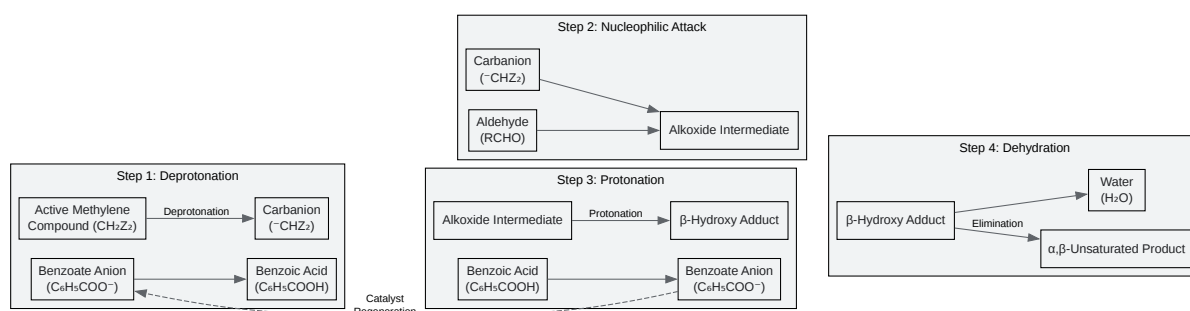 Step 1: Deprotonation
Active Methylene
Compound (CH₂Z₂)
Deprotonation
Carbanion
(⁻CHZ₂)
Benzoate Anion
(C₆H₅COO⁻)
Benzoic Acid
(C₆H₅COOH)
Catalyst
Regeneration
Step 2: Nucleophilic Attack
Carbanion
(⁻CHZ₂)
Aldehyde
(RCHO)
Alkoxide Intermediate
Step 3: Protonation
Alkoxide Intermediate
Protonation
β-Hydroxy Adduct
Benzoic Acid
(C₆H₅COOH)
Benzoate Anion
(C₆H₅COO⁻)
Step 4: Dehydration
β-Hydroxy Adduct
Water
(H₂O)
Elimination
α,β-Unsaturated Product